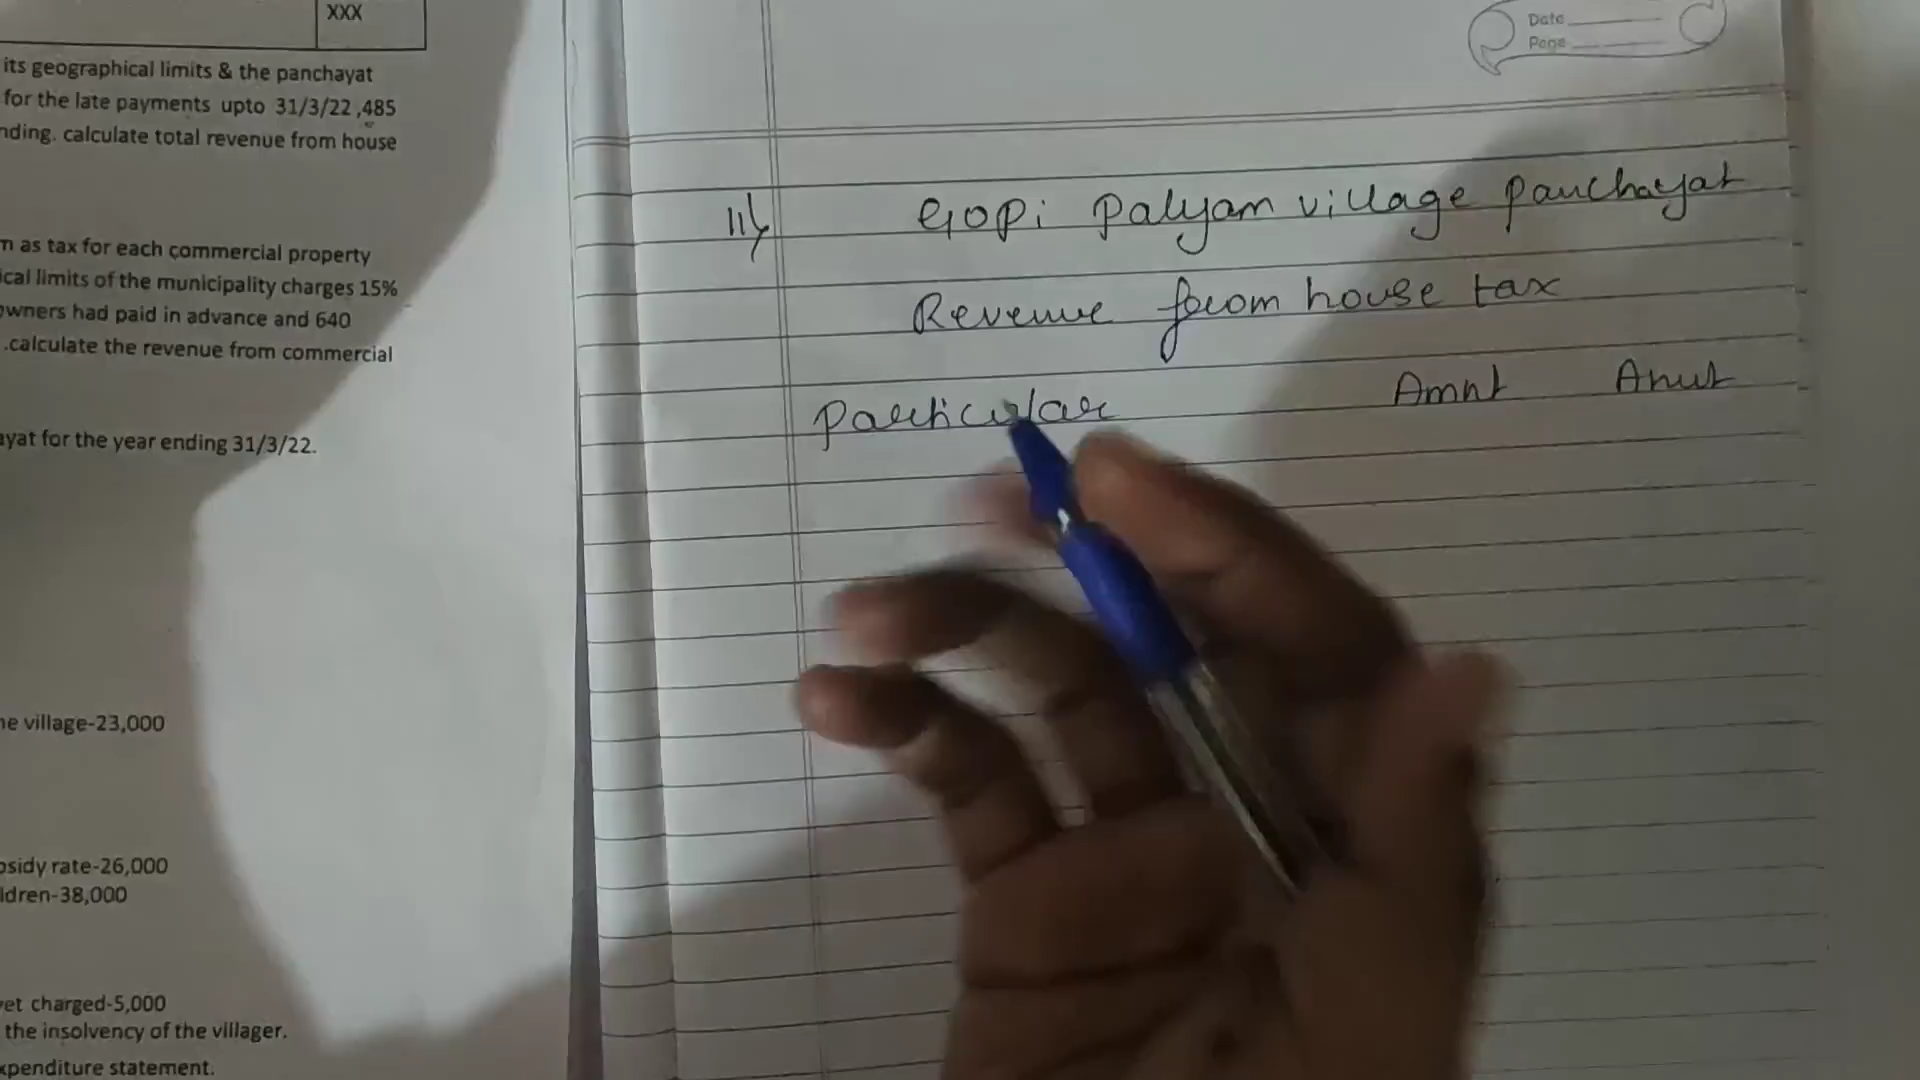 XXX
its geographical limits & the panchayat
for the late payments upto 31/3/22 ,485
nding. calculate total revenue from house
m as tax for each commercial property
ical limits of the municipality charges 15%
owners had paid in advance and 640
.calculate the revenue from commercial
ayat for the year ending 31/3/22.
he village-23,000
bsidy rate-26,000
ldren-38,000
yet charged-5,000
the insolvency of the villager.
xpenditure statement.
Date
Page
11) Gopi Palyam village panchayat
Revenue from house tax
Particular Amnt Amut